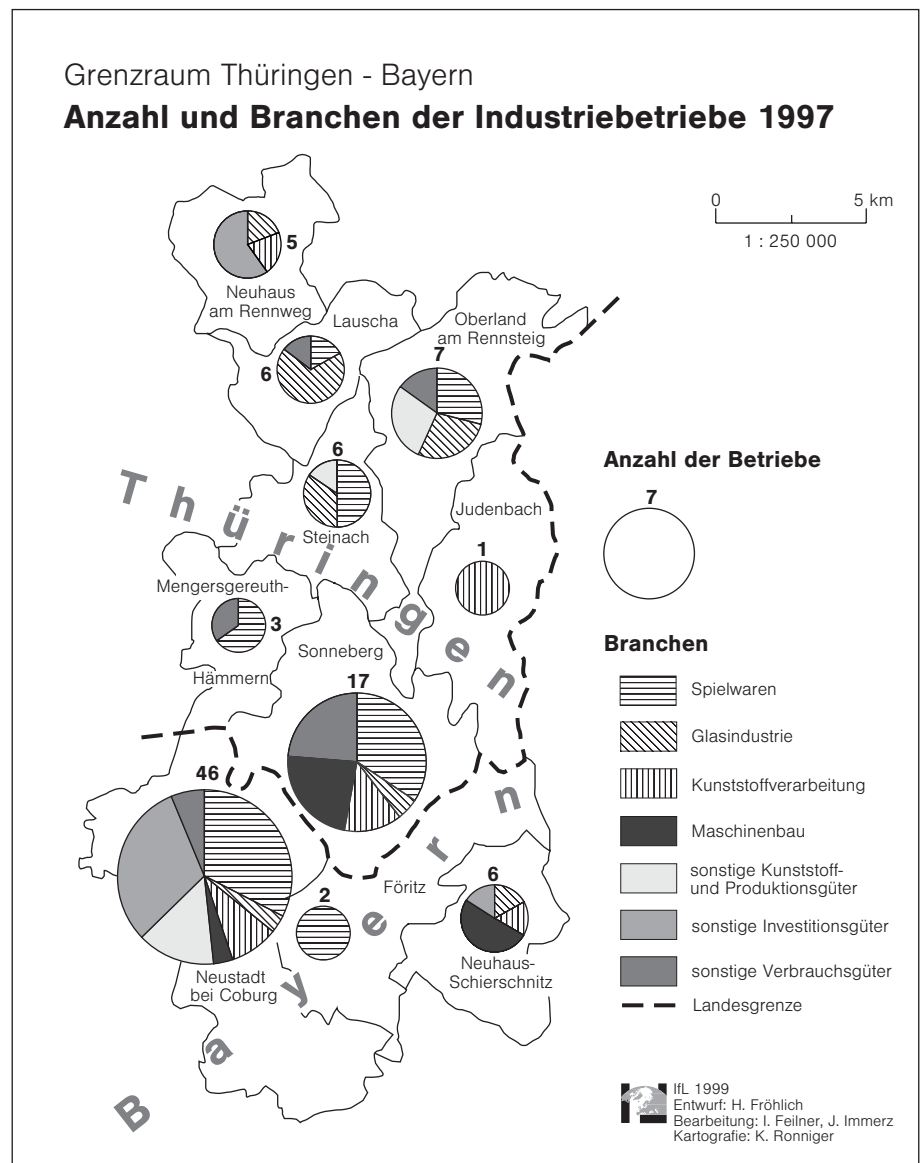 Grenzraum Thüringen - Bayern
Anzahl und Branchen der Industriebetriebe 1997
0 5 km
1 : 250 000
5
Neuhaus
am Rennweg
Lauscha
6
Oberland
am Rennsteig
7
6
Steinach
Thüringen
Judenbach
1
Mengersgereuth-
3
Hämmern
Sonneberg
17
46
Neustadt
bei Coburg
2
Föritz
6
Neuhaus-
Schierschnitz
Bayern
Anzahl der Betriebe
7
Branchen
Spielwaren
Glasindustrie
Kunststoffverarbeitung
Maschinenbau
sonstige Kunststoff-
und Produktionsgüter
sonstige Investitionsgüter
sonstige Verbrauchsgüter
Landesgrenze
IfL 1999
Entwurf: H. Fröhlich
Bearbeitung: I. Feilner, J. Immerz
Kartografie: K. Ronniger